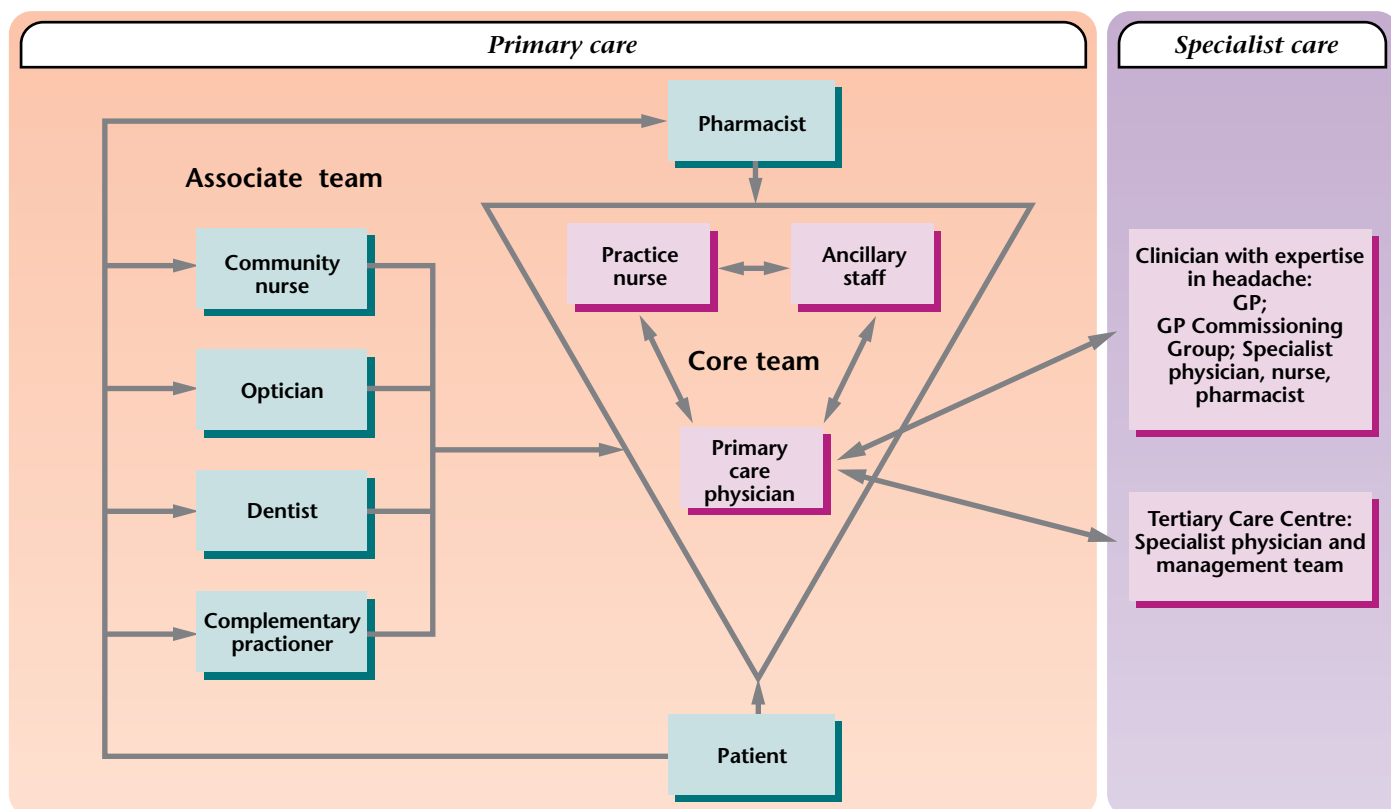 Primary care
Specialist care
Pharmacist
Associate team
Community
nurse
Optician
Dentist
Complementary
practioner
Practice
nurse
Ancillary
staff
Core team
Primary
care
physician
Patient
Clinician with expertise
in headache:
GP;
GP Commissioning
Group; Specialist
physician, nurse,
pharmacist
Tertiary Care Centre:
Specialist physician and
management team